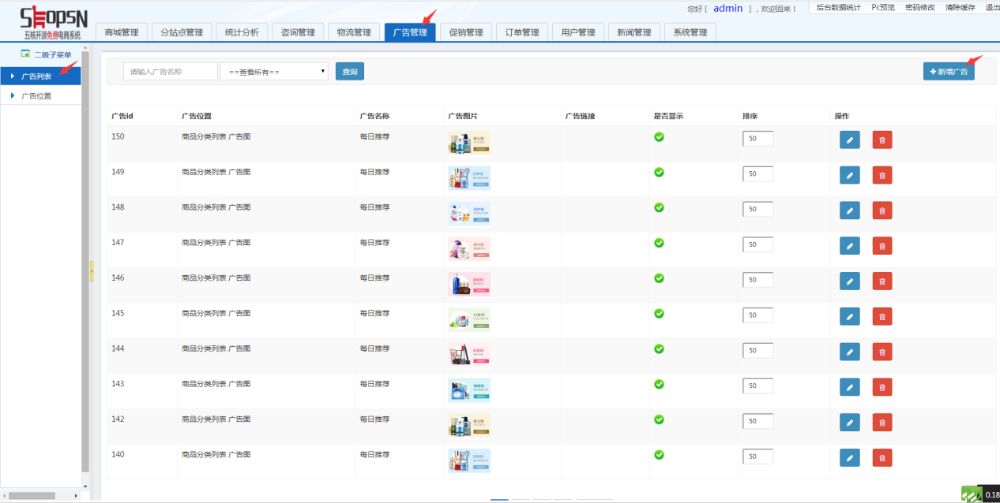 SHOPSN
五核开源免费电商系统
您好 [ admin ] , 欢迎回来！
后台数据统计 Pc预览 密码修改 清除缓存 退出
商城管理 分站点管理 统计分析 咨询管理 物流管理 广告管理 促销管理 订单管理 用户管理 新闻管理 系统管理
二级子菜单
广告列表
广告位置
请输入广告名称 ==查看所有== 查询 新增广告
广告id 广告位置 广告名称 广告图片 广告链接 是否显示 排序 操作
150 商品分类列表 广告图 每日推荐 50
149 商品分类列表 广告图 每日推荐 50
148 商品分类列表 广告图 每日推荐 50
147 商品分类列表 广告图 每日推荐 50
146 商品分类列表 广告图 每日推荐 50
145 商品分类列表 广告图 每日推荐 50
144 商品分类列表 广告图 每日推荐 50
143 商品分类列表 广告图 每日推荐 50
142 商品分类列表 广告图 每日推荐 50
140 商品分类列表 广告图 每日推荐 50
0.18